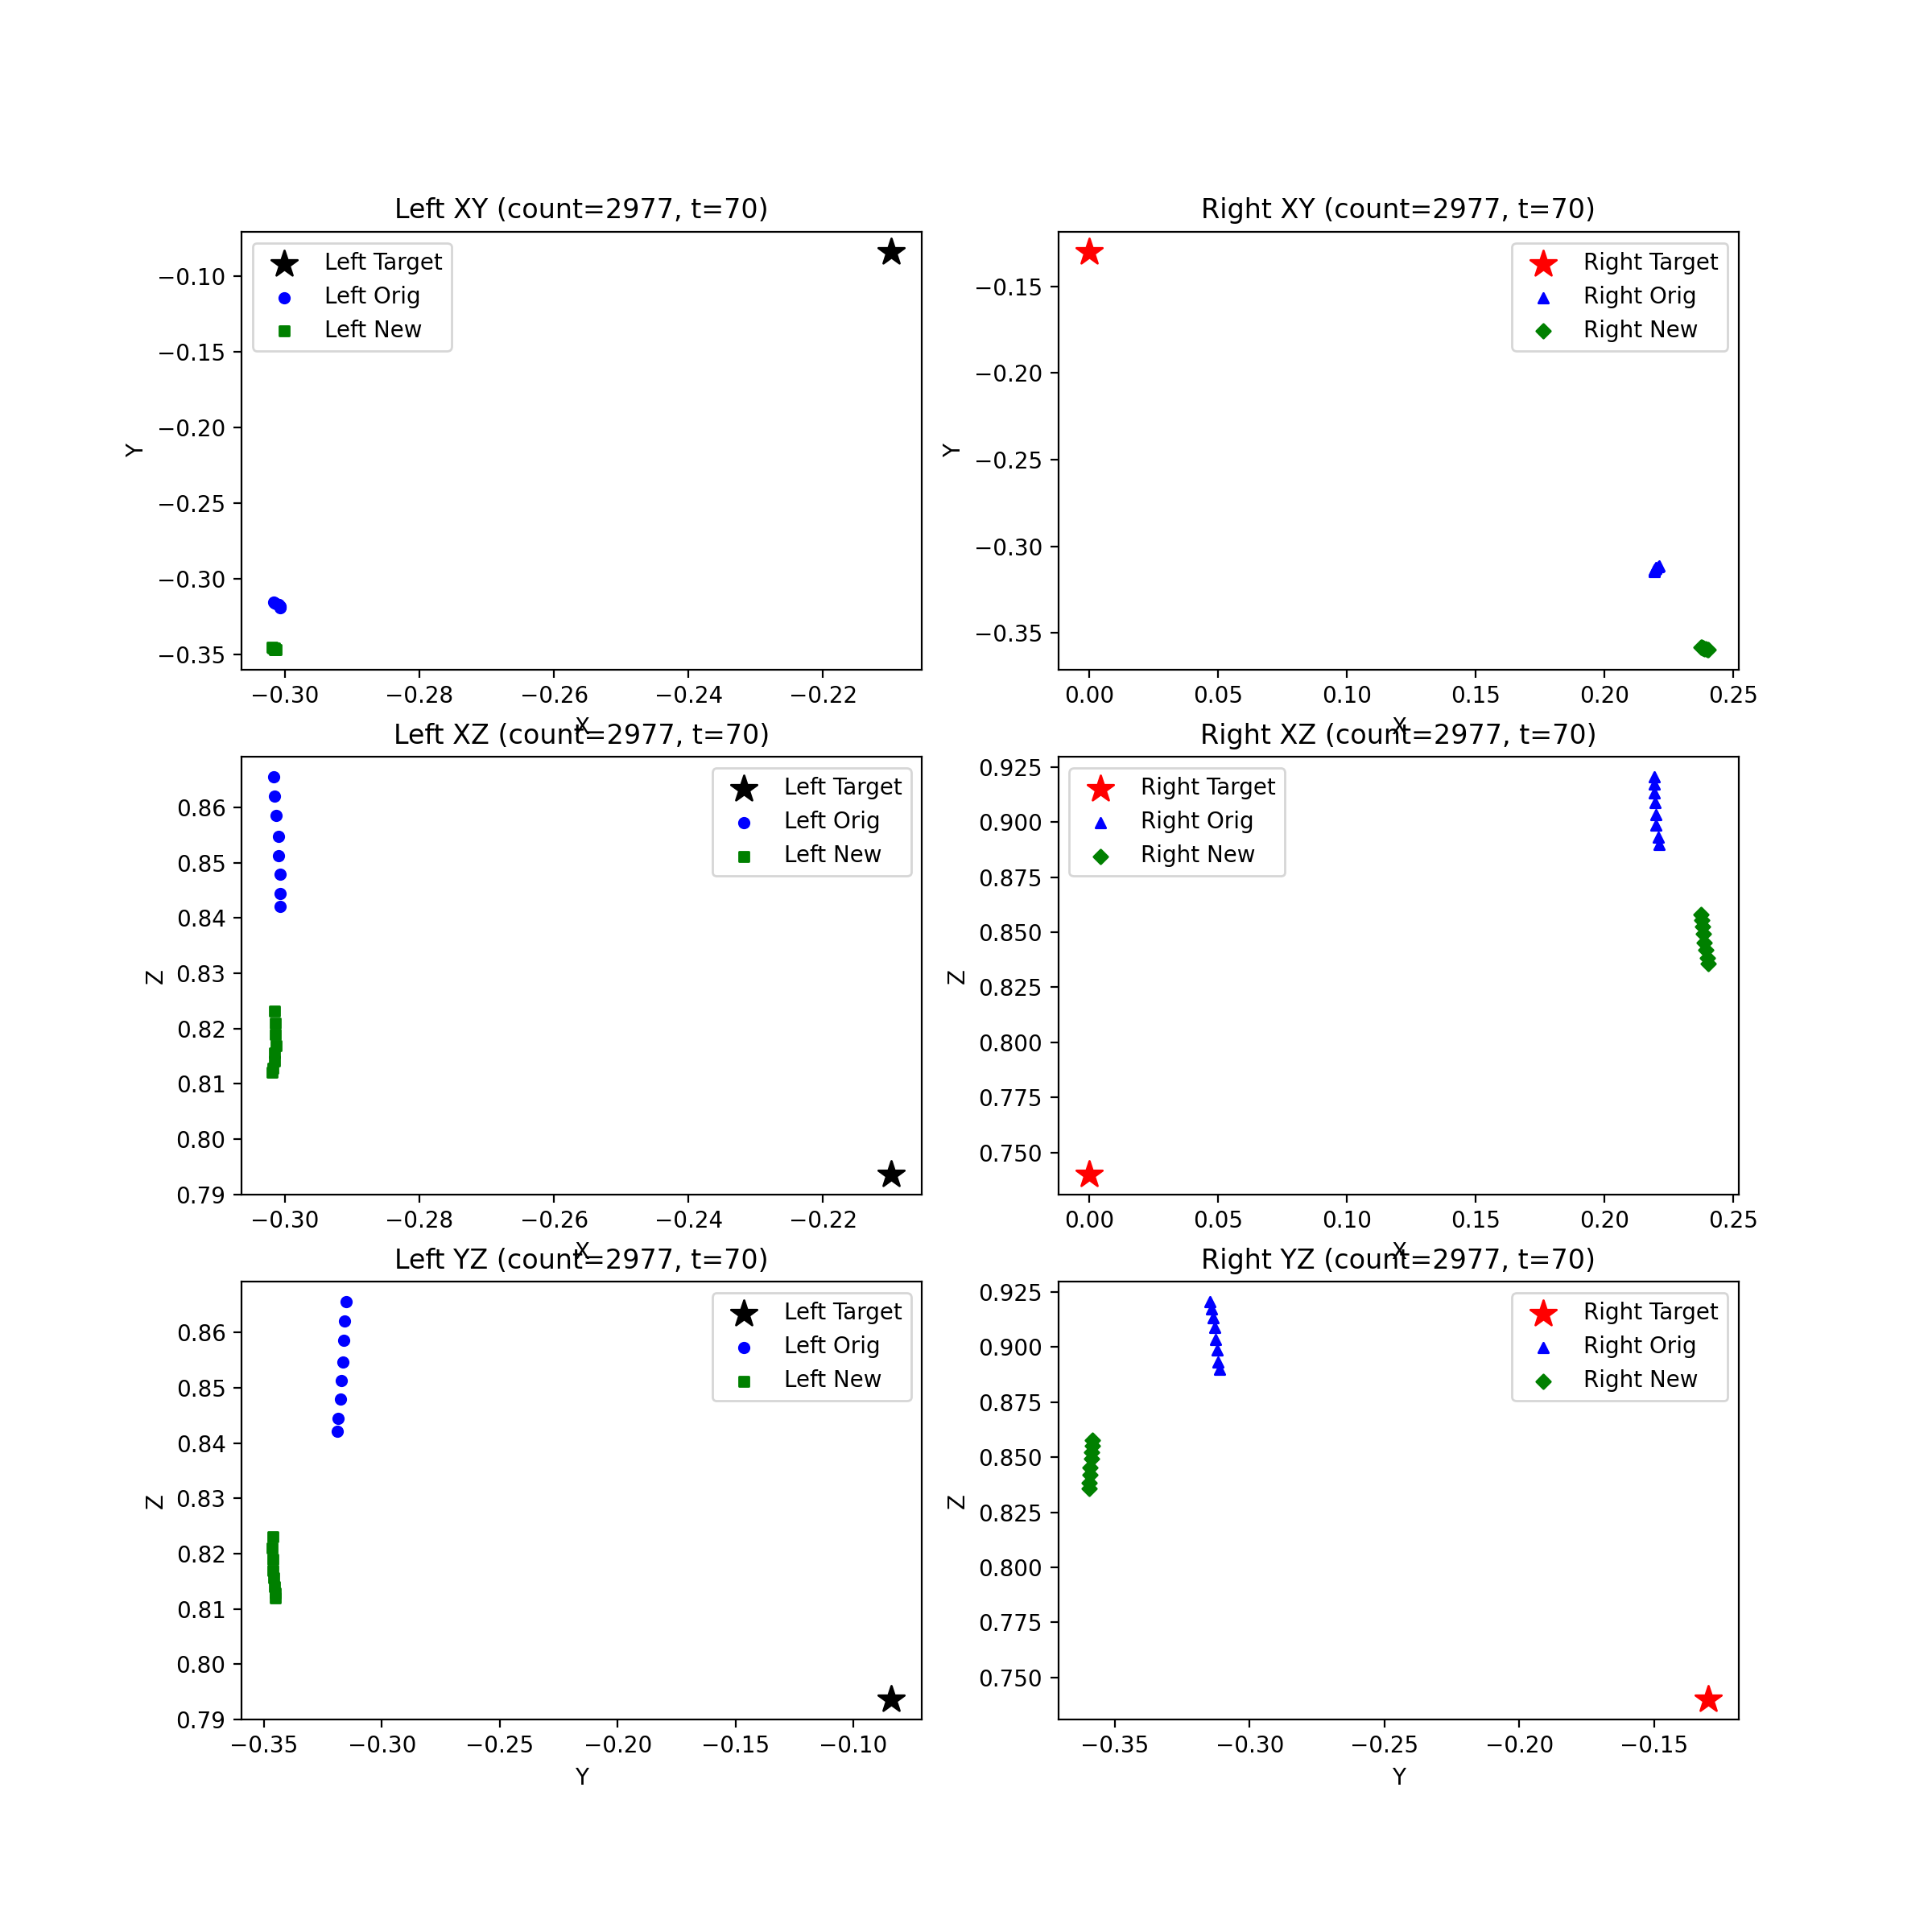 Left XY (count=2977, t=70)
Left Target
Left Orig
Left New
−0.10
−0.15
−0.20
−0.25
−0.30
−0.35
Y
−0.30
−0.28
−0.26
−0.24
−0.22
X
Right XY (count=2977, t=70)
Right Target
Right Orig
Right New
−0.15
−0.20
−0.25
−0.30
−0.35
Y
0.00
0.05
0.10
0.15
0.20
0.25
X
Left XZ (count=2977, t=70)
Left Target
Left Orig
Left New
0.86
0.85
0.84
0.83
0.82
0.81
0.80
0.79
Z
−0.30
−0.28
−0.26
−0.24
−0.22
X
Right XZ (count=2977, t=70)
Right Target
Right Orig
Right New
0.925
0.900
0.875
0.850
0.825
0.800
0.775
0.750
Z
0.00
0.05
0.10
0.15
0.20
0.25
X
Left YZ (count=2977, t=70)
Left Target
Left Orig
Left New
0.86
0.85
0.84
0.83
0.82
0.81
0.80
0.79
Z
−0.35
−0.30
−0.25
−0.20
−0.15
−0.10
Y
Right YZ (count=2977, t=70)
Right Target
Right Orig
Right New
0.925
0.900
0.875
0.850
0.825
0.800
0.775
0.750
Z
−0.35
−0.30
−0.25
−0.20
−0.15
Y